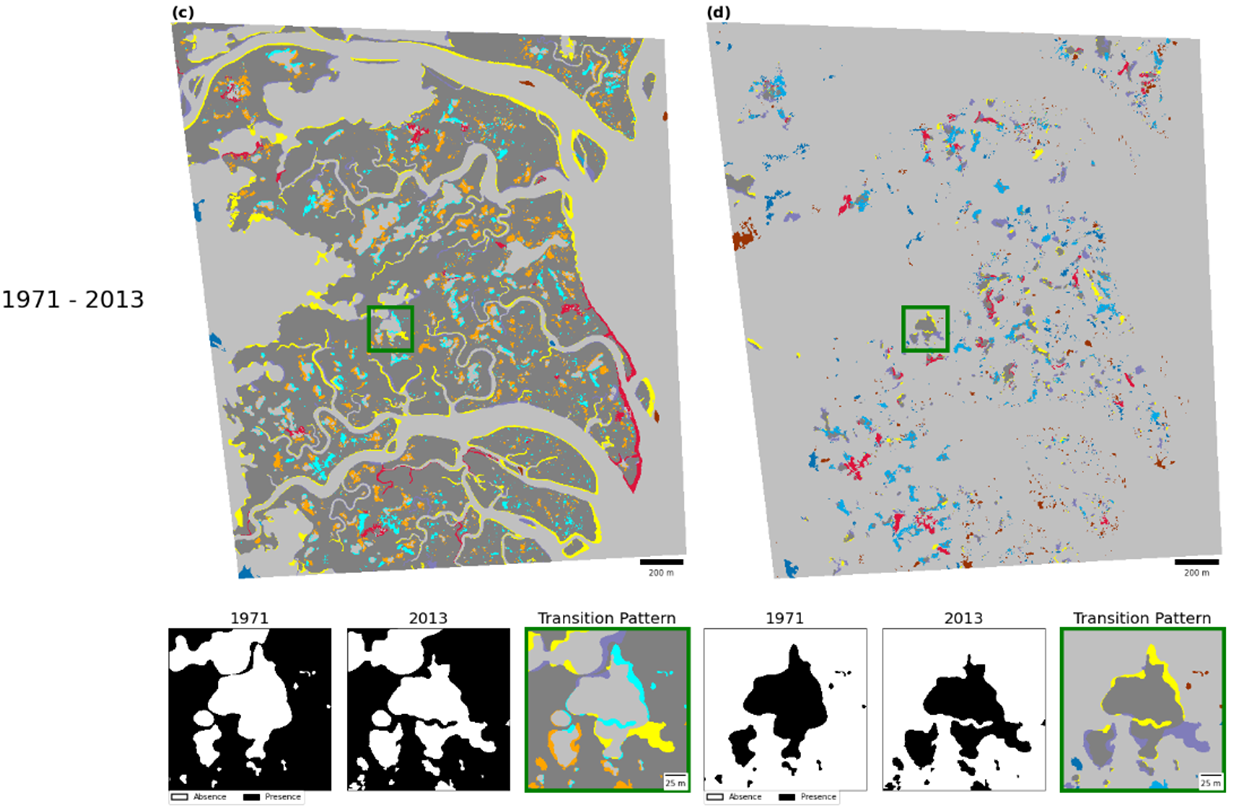 (c)
(d)
1971 - 2013
200 m
200 m
1971
2013
Transition Pattern
1971
2013
Transition Pattern
25 m
25 m
Absence
Presence
Absence
Presence